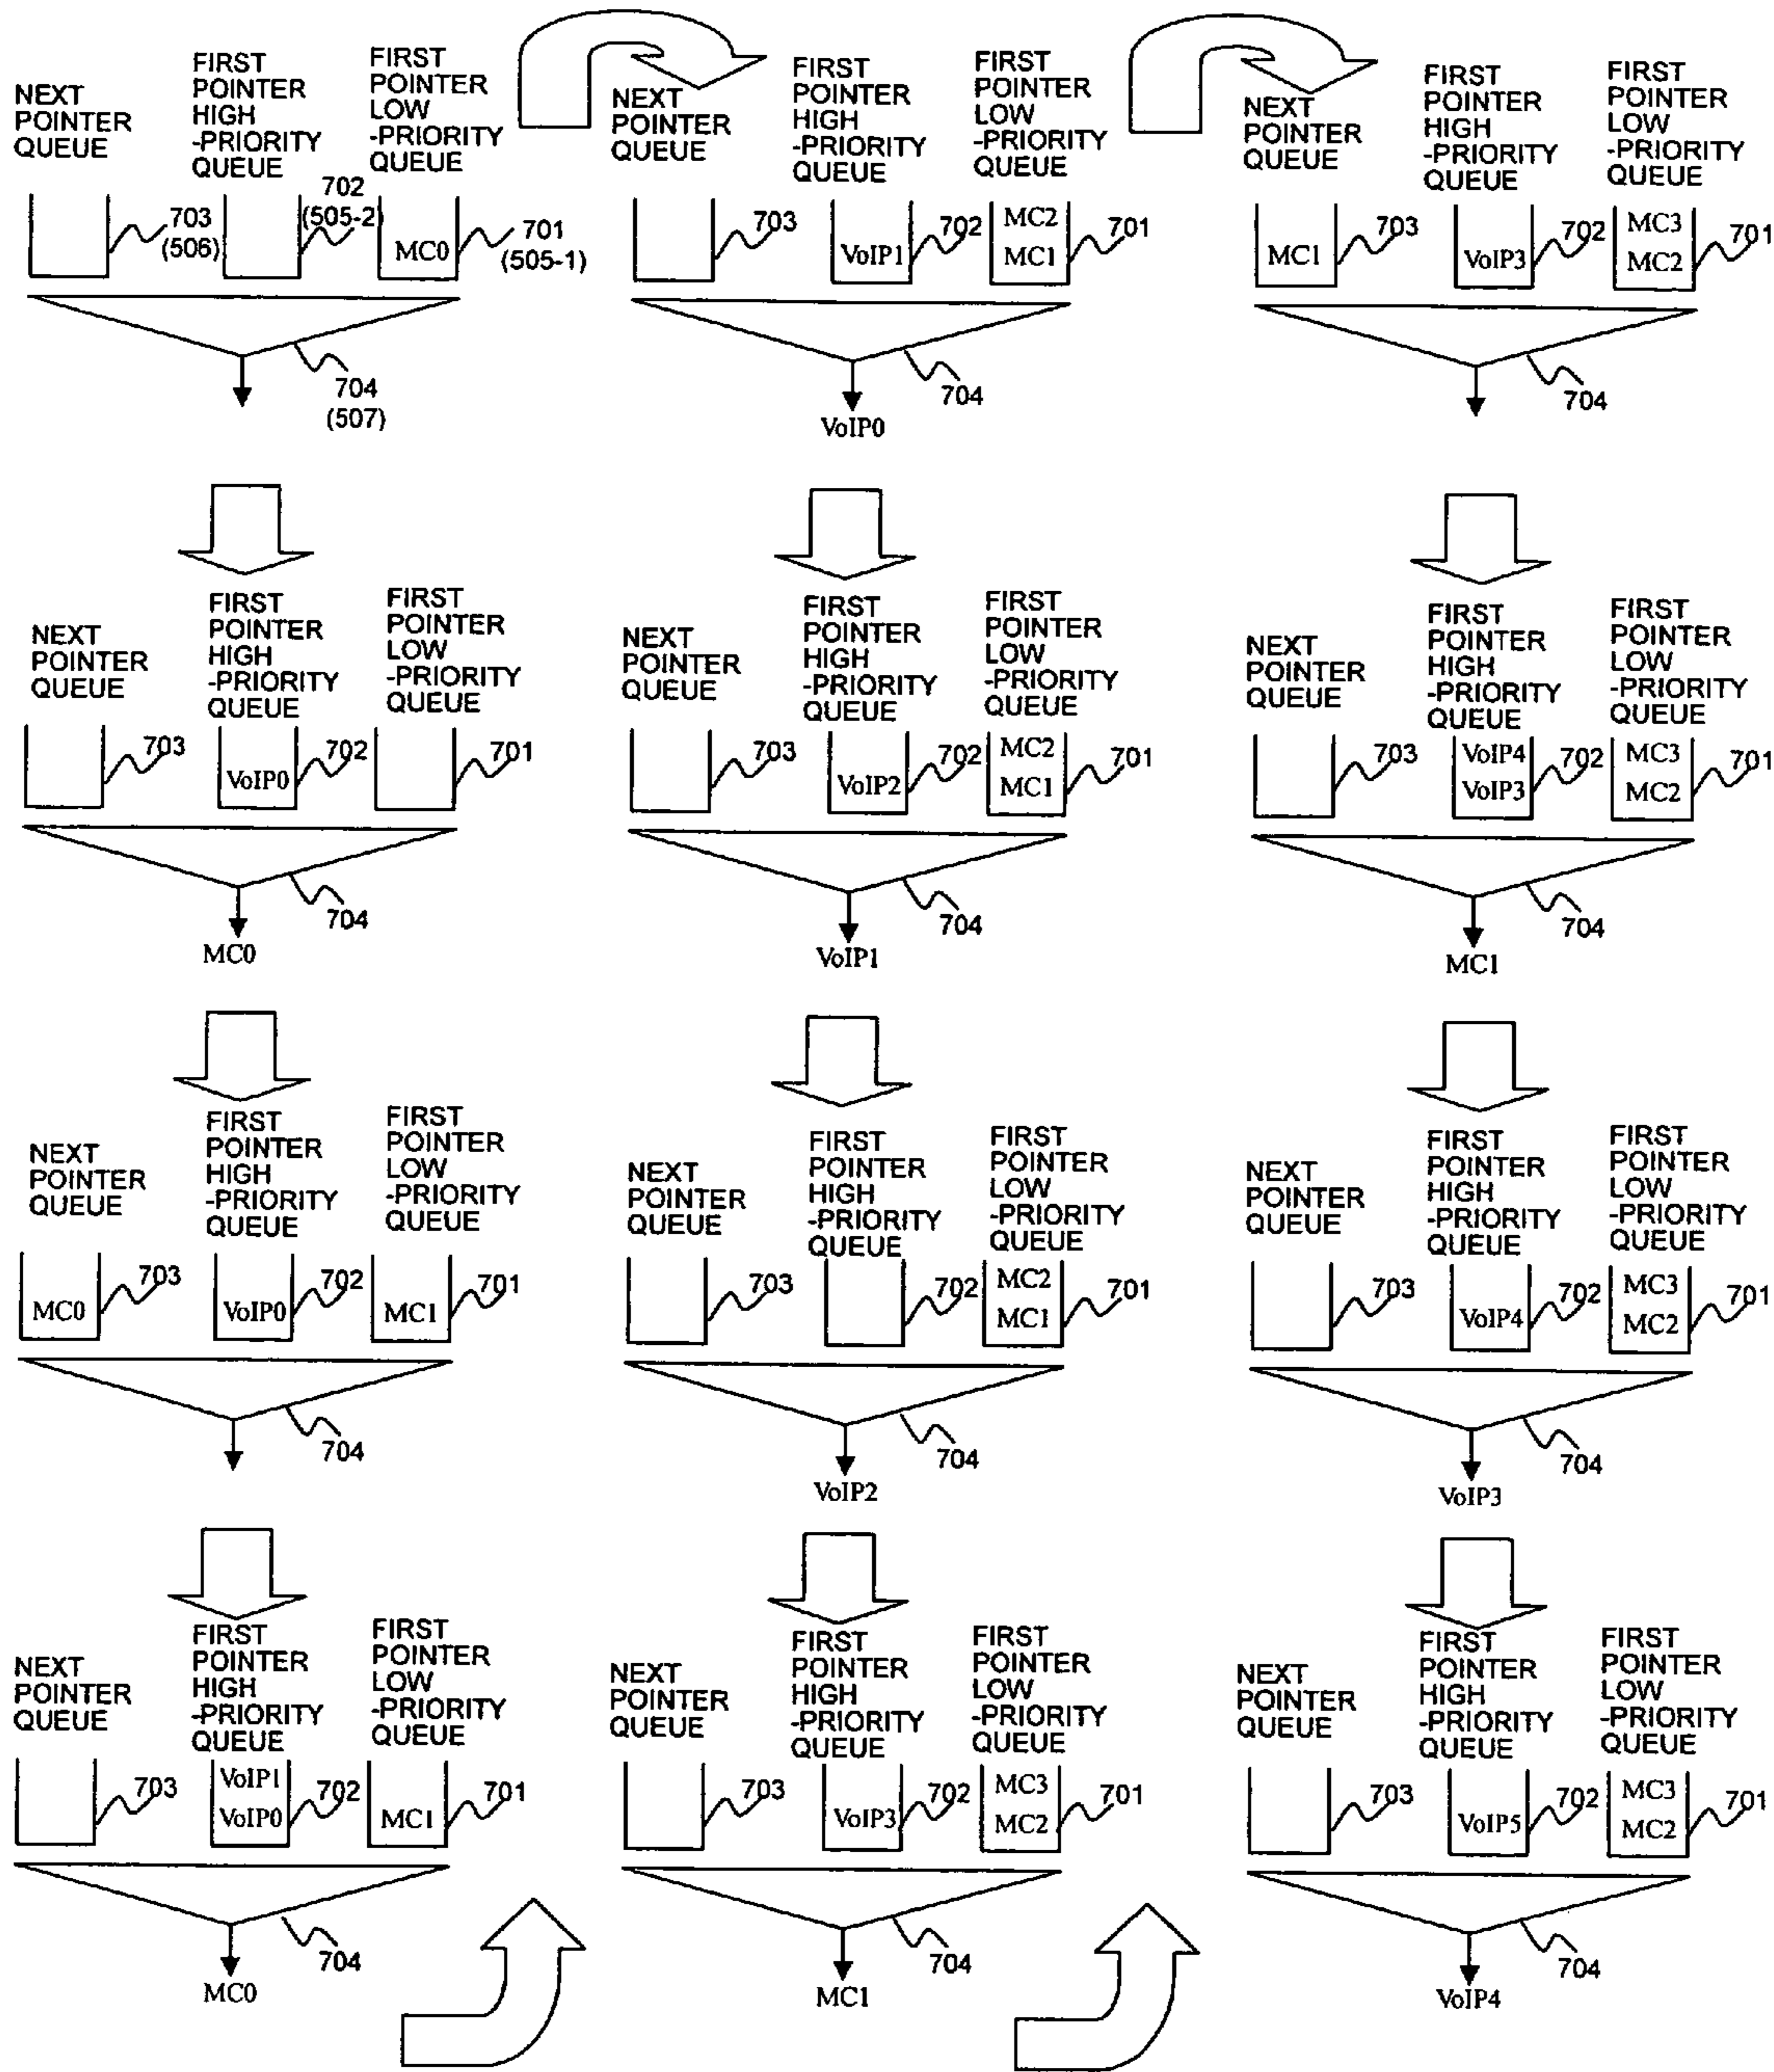 NEXT
POINTER
QUEUE
FIRST
POINTER
HIGH
-PRIORITY
QUEUE
FIRST
POINTER
LOW
-PRIORITY
QUEUE
703
(506)
702
(505-2)
MC0
701
(505-1)
704
(507)
NEXT
POINTER
QUEUE
FIRST
POINTER
HIGH
-PRIORITY
QUEUE
FIRST
POINTER
LOW
-PRIORITY
QUEUE
703
VoIP0
702
701
704
MC0
NEXT
POINTER
QUEUE
FIRST
POINTER
HIGH
-PRIORITY
QUEUE
FIRST
POINTER
LOW
-PRIORITY
QUEUE
MC0
703
VoIP0
702
MC1
701
704
NEXT
POINTER
QUEUE
FIRST
POINTER
HIGH
-PRIORITY
QUEUE
FIRST
POINTER
LOW
-PRIORITY
QUEUE
703
VoIP1
VoIP0
702
MC1
701
704
MC0
NEXT
POINTER
QUEUE
FIRST
POINTER
HIGH
-PRIORITY
QUEUE
FIRST
POINTER
LOW
-PRIORITY
QUEUE
703
VoIP1
702
MC2
MC1
701
704
VoIP0
NEXT
POINTER
QUEUE
FIRST
POINTER
HIGH
-PRIORITY
QUEUE
FIRST
POINTER
LOW
-PRIORITY
QUEUE
703
VoIP2
702
MC2
MC1
701
704
VoIP1
NEXT
POINTER
QUEUE
FIRST
POINTER
HIGH
-PRIORITY
QUEUE
FIRST
POINTER
LOW
-PRIORITY
QUEUE
703
702
MC2
MC1
701
704
VoIP2
NEXT
POINTER
QUEUE
FIRST
POINTER
HIGH
-PRIORITY
QUEUE
FIRST
POINTER
LOW
-PRIORITY
QUEUE
703
VoIP3
702
MC3
MC2
701
704
MC1
NEXT
POINTER
QUEUE
FIRST
POINTER
HIGH
-PRIORITY
QUEUE
FIRST
POINTER
LOW
-PRIORITY
QUEUE
MC1
703
VoIP3
702
MC3
MC2
701
704
NEXT
POINTER
QUEUE
FIRST
POINTER
HIGH
-PRIORITY
QUEUE
FIRST
POINTER
LOW
-PRIORITY
QUEUE
703
VoIP4
VoIP3
702
MC3
MC2
701
704
MC1
NEXT
POINTER
QUEUE
FIRST
POINTER
HIGH
-PRIORITY
QUEUE
FIRST
POINTER
LOW
-PRIORITY
QUEUE
703
VoIP4
702
MC3
MC2
701
704
VoIP3
NEXT
POINTER
QUEUE
FIRST
POINTER
HIGH
-PRIORITY
QUEUE
FIRST
POINTER
LOW
-PRIORITY
QUEUE
703
VoIP5
702
MC3
MC2
701
704
VoIP4